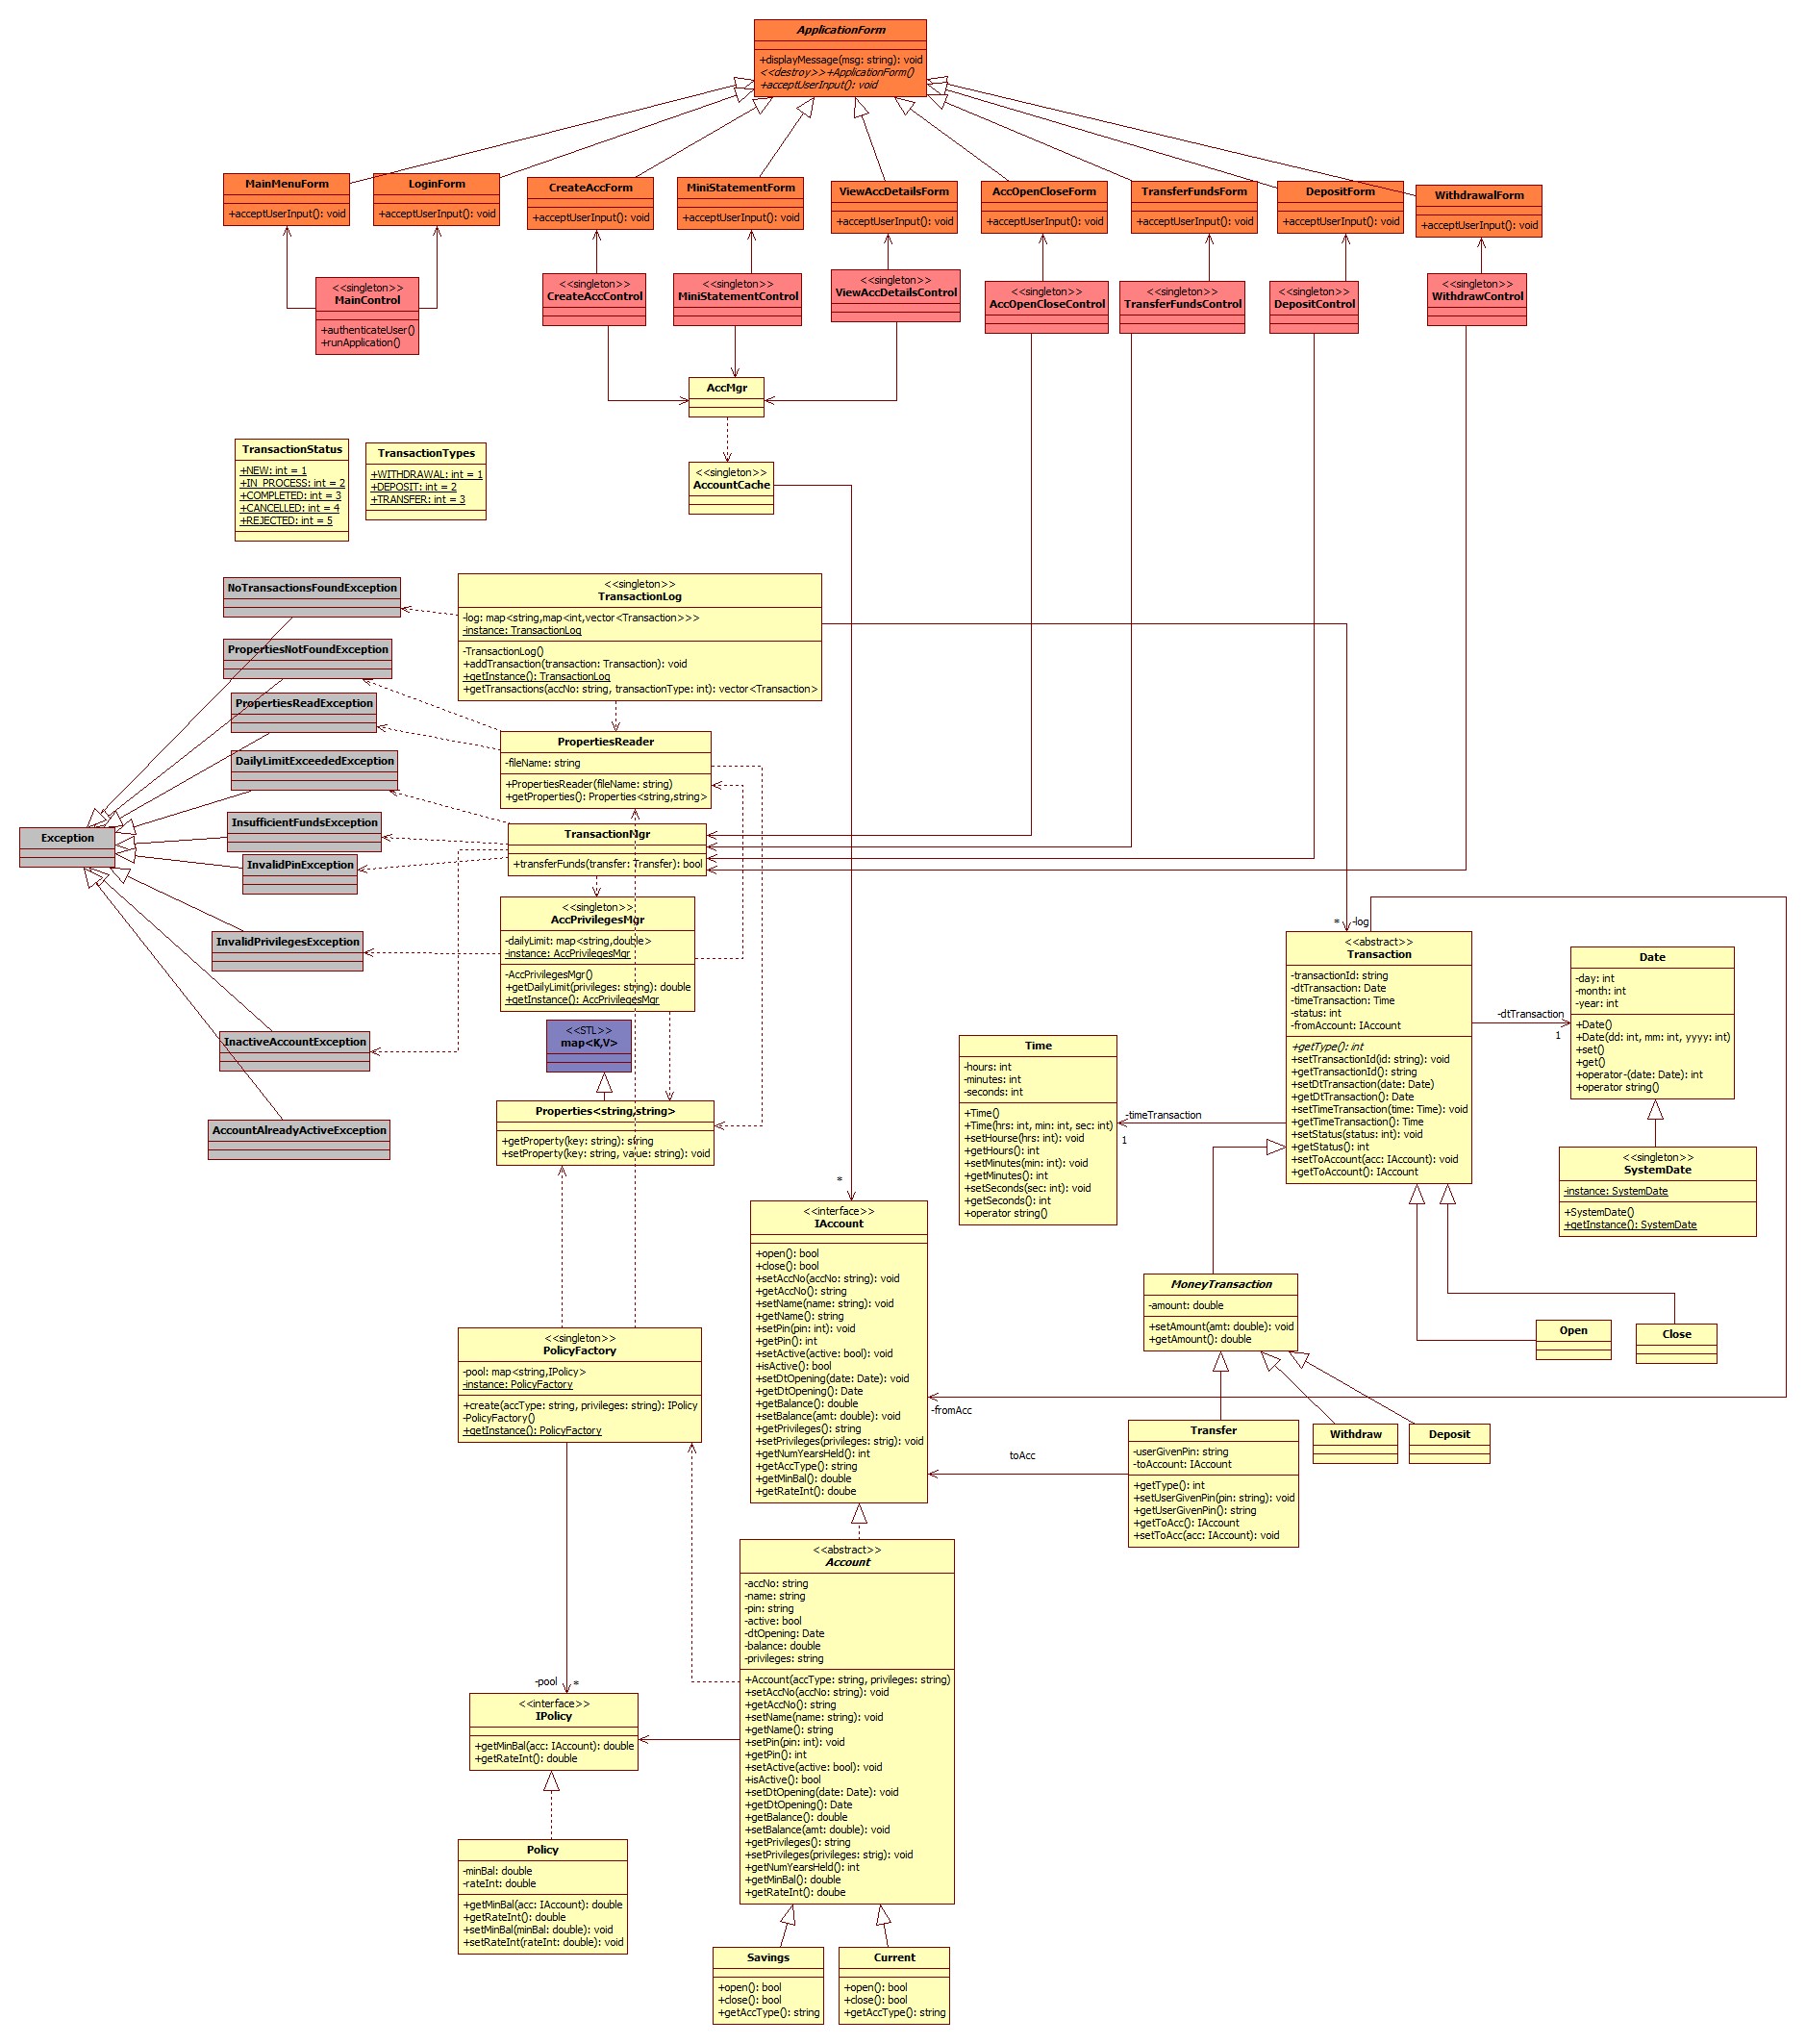 ApplicationForm
+displayMessage(msg: string): void
<<destroy>>+ApplicationForm()
+acceptUserInput(): void
MainMenuForm
+acceptUserInput(): void
LoginForm
+acceptUserInput(): void
CreateAccForm
+acceptUserInput(): void
MiniStatementForm
+acceptUserInput(): void
ViewAccDetailsForm
+acceptUserInput(): void
AccOpenCloseForm
+acceptUserInput(): void
TransferFundsForm
+acceptUserInput(): void
DepositForm
+acceptUserInput(): void
WithdrawalForm
+acceptUserInput(): void
<<singleton>>
MainControl
+authenticateUser()
+runApplication()
<<singleton>>
CreateAccControl
<<singleton>>
MiniStatementControl
<<singleton>>
ViewAccDetailsControl
<<singleton>>
AccOpenCloseControl
<<singleton>>
TransferFundsControl
<<singleton>>
DepositControl
<<singleton>>
WithdrawControl
AccMgr
<<singleton>>
AccountCache
TransactionStatus
+NEW: int = 1
+IN_PROCESS: int = 2
+COMPLETED: int = 3
+CANCELLED: int = 4
+REJECTED: int = 5
TransactionTypes
+WITHDRAWAL: int = 1
+DEPOSIT: int = 2
+TRANSFER: int = 3
NoTransactionsFoundException
PropertiesNotFoundException
PropertiesReadException
DailyLimitExceededException
InsufficientFundsException
InvalidPinException
Exception
InvalidPrivilegesException
InactiveAccountException
AccountAlreadyActiveException
<<singleton>>
TransactionLog
-log: map<string,map<int,vector<Transaction>>>
-instance: TransactionLog
-TransactionLog()
+addTransaction(transaction: Transaction): void
+getInstance(): TransactionLog
+getTransactions(accNo: string, transactionType: int): vector<Transaction>
PropertiesReader
-fileName: string
+PropertiesReader(fileName: string)
+getProperties(): Properties<string,string>
TransactionMgr
+transferFunds(transfer: Transfer): bool
<<singleton>>
AccPrivilegesMgr
-dailyLimit: map<string,double>
-instance: AccPrivilegesMgr
-AccPrivilegesMgr()
+getDailyLimit(privileges: string): double
+getInstance(): AccPrivilegesMgr
<<STL>>
map<K,V>
Properties<string,string>
+getProperty(key: string): string
+setProperty(key: string, value: string): void
* -log
<<abstract>>
Transaction
-transactionId: string
-dtTransaction: Date
-timeTransaction: Time
-status: int
-fromAccount: IAccount
+getType(): int
+setTransactionId(id: string): void
+getTransactionId(): string
+setDtTransaction(date: Date)
+getDtTransaction(): Date
+setTimeTransaction(time: Time): void
+getTimeTransaction(): Time
+setStatus(status: int): void
+getStatus(): int
+setToAccount(acc: IAccount): void
+getToAccount(): IAccount
-dtTransaction
1
Date
-day: int
-month: int
-year: int
+Date()
+Date(dd: int, mm: int, yyyy: int)
+set()
+get()
+operator-(date: Date): int
+operator string()
<<singleton>>
SystemDate
-instance: SystemDate
+SystemDate()
+getInstance(): SystemDate
Time
-hours: int
-minutes: int
-seconds: int
+Time()
+Time(hrs: int, min: int, sec: int)
+setHourse(hrs: int): void
+getHours(): int
+setMinutes(min: int): void
+getMinutes(): int
+setSeconds(sec: int): void
+getSeconds(): int
+operator string()
-timeTransaction
1
*
<<interface>>
IAccount
+open(): bool
+close(): bool
+setAccNo(accNo: string): void
+getAccNo(): string
+setName(name: string): void
+getName(): string
+setPin(pin: int): void
+getPin(): int
+setActive(active: bool): void
+isActive(): bool
+setDtOpening(date: Date): void
+getDtOpening(): Date
+getBalance(): double
+setBalance(amt: double): void
+getPrivileges(): string
+setPrivileges(privileges: strig): void
+getNumYearsHeld(): int
+getAccType(): string
+getMinBal(): double
+getRateInt(): doube
-fromAcc
toAcc
MoneyTransaction
-amount: double
+setAmount(amt: double): void
+getAmount(): double
Open
Close
Transfer
-userGivenPin: string
-toAccount: IAccount
+getType(): int
+setUserGivenPin(pin: string): void
+getUserGivenPin(): string
+getToAcc(): IAccount
+setToAcc(acc: IAccount): void
Withdraw
Deposit
<<singleton>>
PolicyFactory
-pool: map<string,IPolicy>
-instance: PolicyFactory
+create(accType: string, privileges: string): IPolicy
-PolicyFactory()
+getInstance(): PolicyFactory
-pool *
<<interface>>
IPolicy
+getMinBal(acc: IAccount): double
+getRateInt(): double
Policy
-minBal: double
-rateInt: double
+getMinBal(acc: IAccount): double
+getRateInt(): double
+setMinBal(minBal: double): void
+setRateInt(rateInt: double): void
<<abstract>>
Account
-accNo: string
-name: string
-pin: string
-active: bool
-dtOpening: Date
-balance: double
-privileges: string
+Account(accType: string, privileges: string)
+setAccNo(accNo: string): void
+getAccNo(): string
+setName(name: string): void
+getName(): string
+setPin(pin: int): void
+getPin(): int
+setActive(active: bool): void
+isActive(): bool
+setDtOpening(date: Date): void
+getDtOpening(): Date
+getBalance(): double
+setBalance(amt: double): void
+getPrivileges(): string
+setPrivileges(privileges: strig): void
+getNumYearsHeld(): int
+getMinBal(): double
+getRateInt(): doube
Savings
+open(): bool
+close(): bool
+getAccType(): string
Current
+open(): bool
+close(): bool
+getAccType(): string